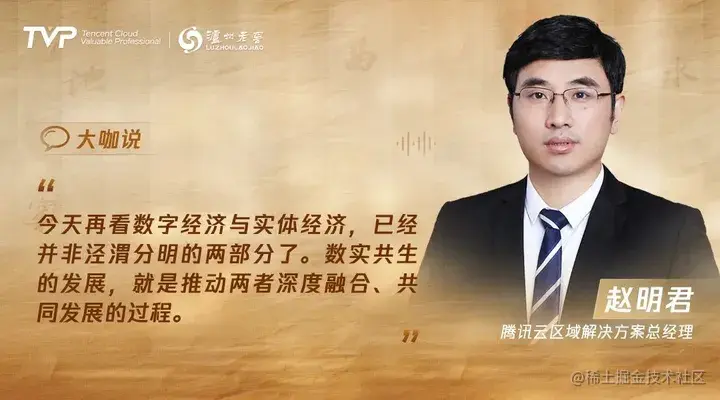 TVP Tencent Cloud
Valuable Professional
泸州老窖
LUZHOULAOJIAO
大咖说
“
今天再看数字经济与实体经济，已经
并非泾渭分明的两部分了。数实共生
的发展，就是推动两者深度融合、共
同发展的过程。
”
赵明君
腾讯云区域解决方案总经理
@稀土掘金技术社区